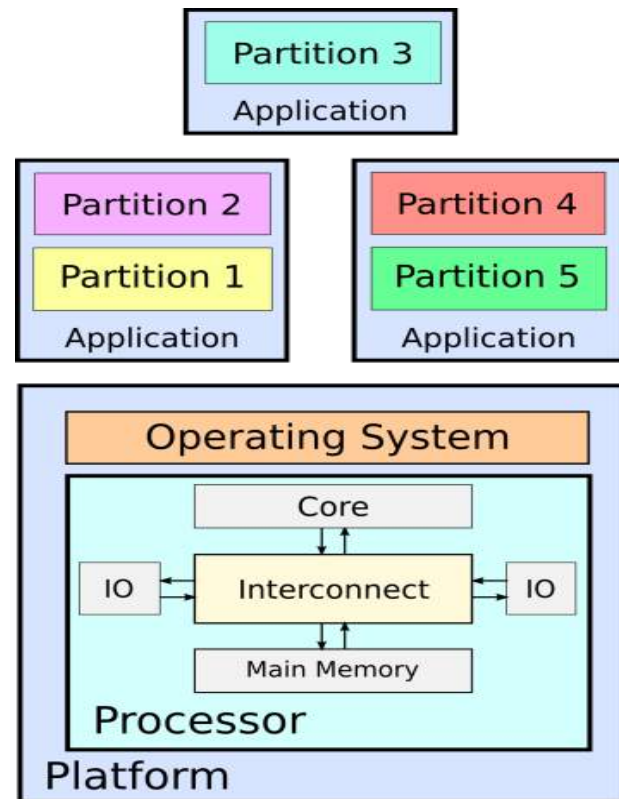 Partition 3
Application
Partition 2
Partition 1
Application
Partition 4
Partition 5
Application
Operating System
Core
IO
Interconnect
IO
Main Memory
Processor
Platform